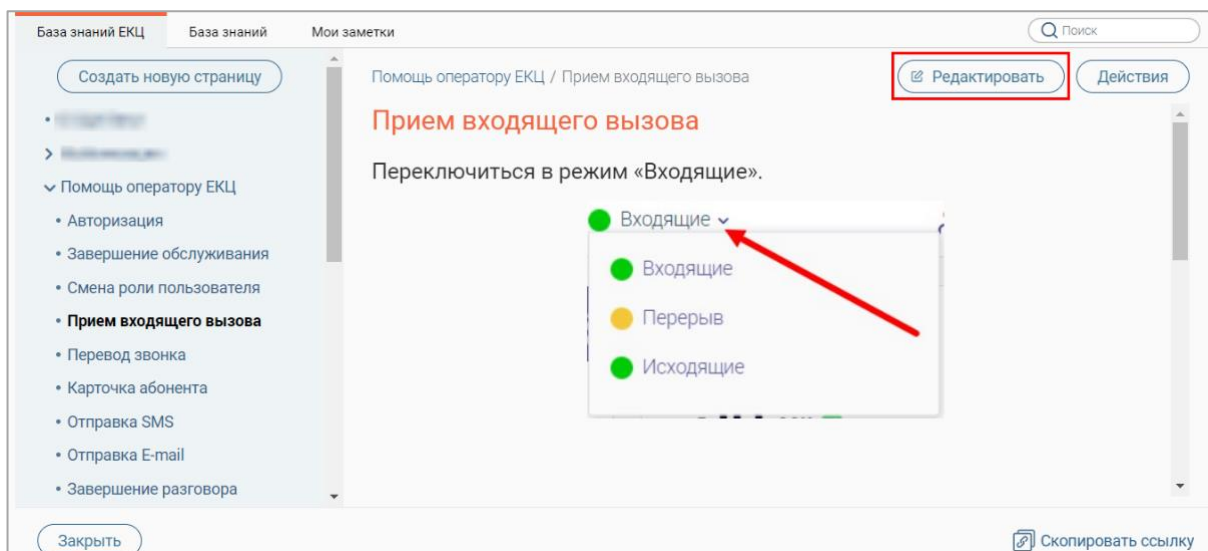 База знаний ЕКЦ База знаний Мои заметки Поиск
Создать новую страницу
Помощь оператору ЕКЦ
Авторизация
Завершение обслуживания
Смена роли пользователя
Прием входящего вызова
Перевод звонка
Карточка абонента
Отправка SMS
Отправка E-mail
Завершение разговора
Помощь оператору ЕКЦ / Прием входящего вызова
Редактировать Действия
Прием входящего вызова
Переключиться в режим «Входящие».
Входящие
Входящие
Перерыв
Исходящие
Закрыть Скопировать ссылку